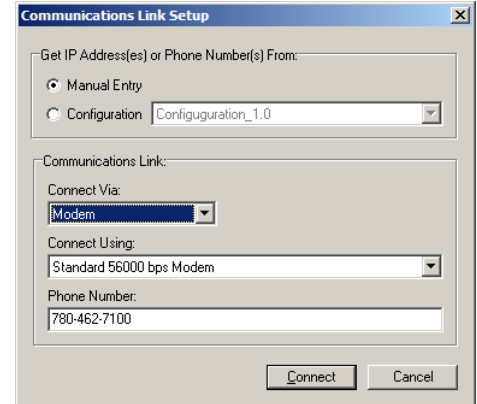 Communications Link Setup
Get IP Address(es) or Phone Number(s) From:
Manual Entry
Configuration Configuguration_1.0
Communications Link:
Connect Via:
Modem
Connect Using:
Standard 56000 bps Modem
Phone Number:
780-462-7100
Connect Cancel